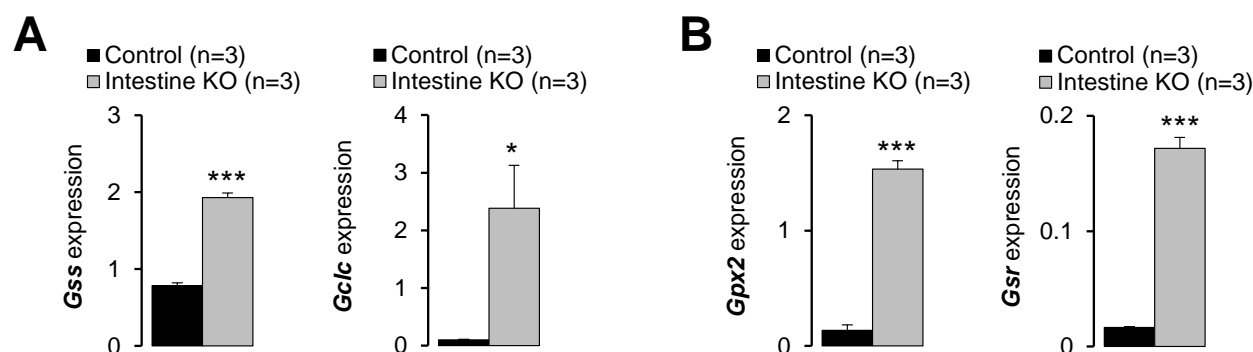 A
Control (n=3)
Intestine KO (n=3)
Gss expression
3
2
1
0
***
Control (n=3)
Intestine KO (n=3)
Gclc expression
4
3
2
1
0
*
B
Control (n=3)
Intestine KO (n=3)
Gpx2 expression
2
1
0
***
Control (n=3)
Intestine KO (n=3)
Gsr expression
0.2
0.1
0
***